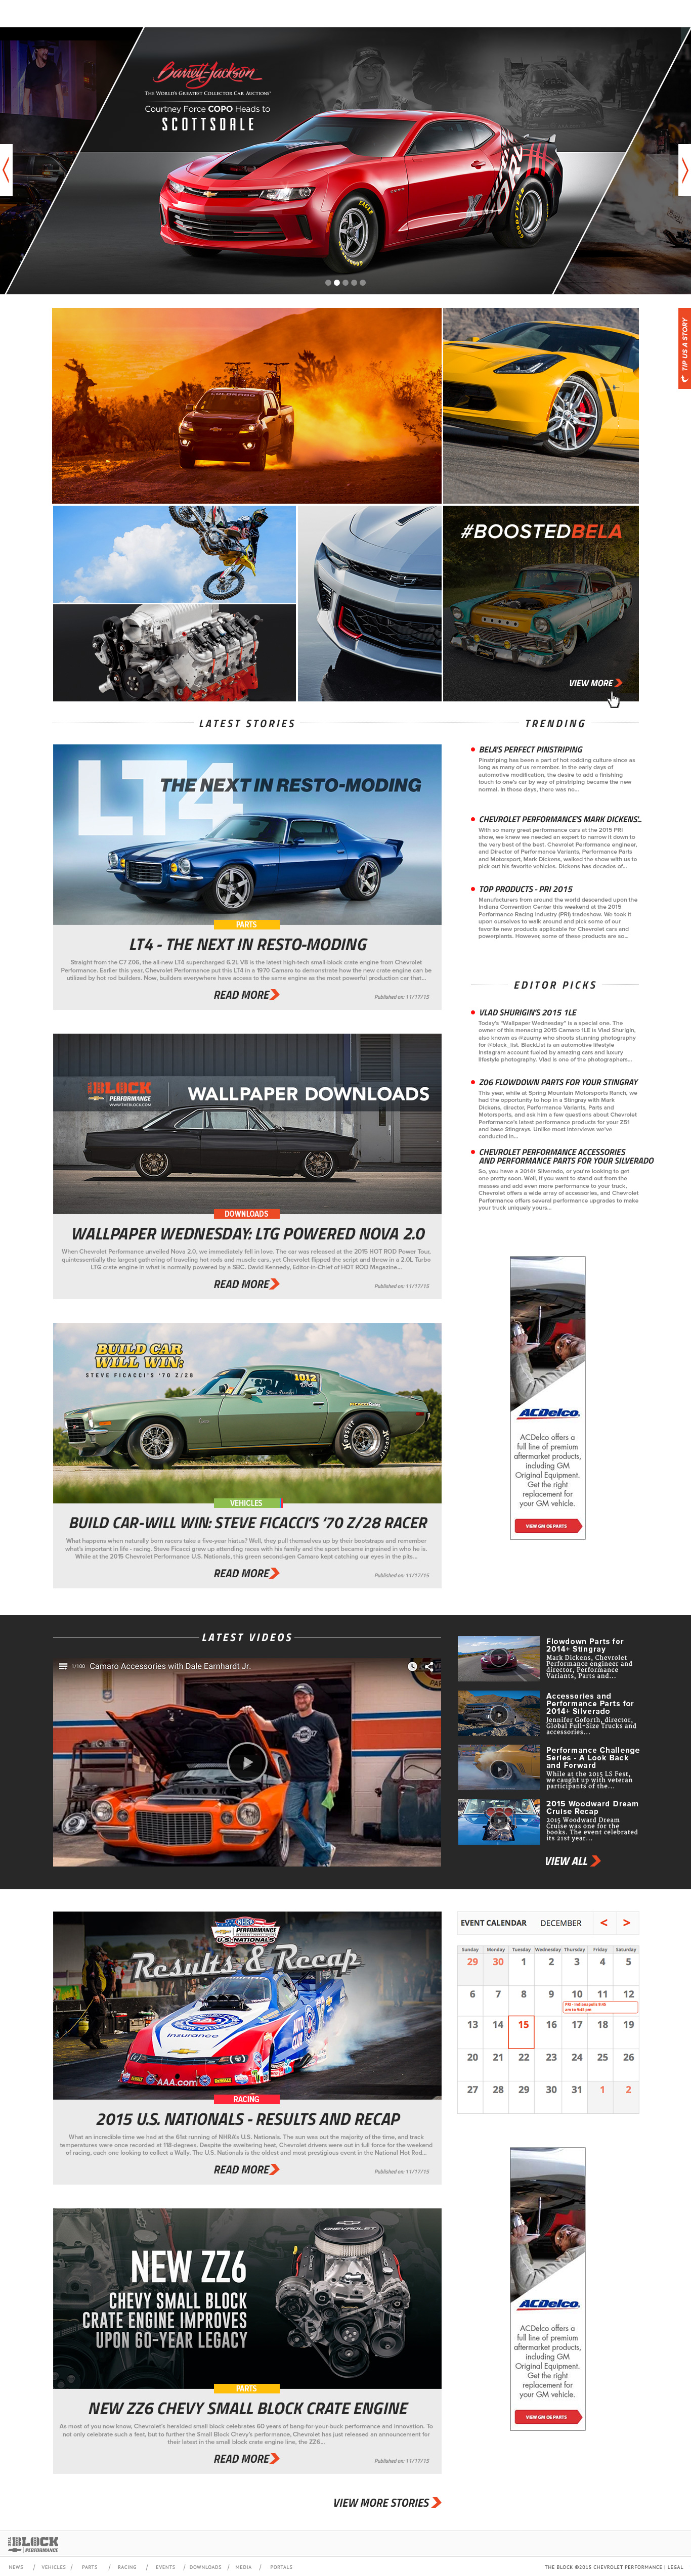 Barrett-Jackson
THE WORLD'S GREATEST COLLECTOR CAR AUCTIONS
Courtney Force COPO Heads to
SCOTTSDALE
TIP US A STORY
#BOOSTEDBELA
VIEW MORE
LATEST STORIES
LT4
THE NEXT IN RESTO-MODING
PARTS
LT4 - THE NEXT IN RESTO-MODING
Straight from the C7 Z06, the all-new LT4 supercharged 6.2L V8 is the latest high-tech small-block crate engine from Chevrolet
Performance. Earlier this year, Chevrolet Performance put this LT4 in a 1970 Camaro to demonstrate how the new crate engine can be
utilized by hot rod builders. Now, builders everywhere have access to the same engine as the most powerful production car that...
READ MORE
Published on: 11/17/15
THE BLOCK
PERFORMANCE
WWW.THEBLOCK.COM
WALLPAPER DOWNLOADS
DOWNLOADS
WALLPAPER WEDNESDAY: LTG POWERED NOVA 2.0
When Chevrolet Performance unveiled Nova 2.0, we immediately fell in love. The car was released at the 2015 HOT ROD Power Tour,
quintessentially the largest gathering of traveling hot rods and muscle cars, yet Chevrolet flipped the script and threw in a 2.0L Turbo
LTG crate engine in what is normally powered by a SBC. David Kennedy, Editor-in-Chief of HOT ROD Magazine...
READ MORE
Published on: 11/17/15
BUILD CAR
WILL WIN:
STEVE FICACCI'S '70 Z/28
1012
HOOSIER
VEHICLES
BUILD CAR-WILL WIN: STEVE FICACCI'S '70 Z/28 RACER
What happens when naturally born racers take a five-year hiatus? Well, they pull themselves up by their bootstraps and remember
what's important in life - racing. Steve Ficacci grew up attending races with his family and the sport became ingrained in who he is.
While at the 2015 Chevrolet Performance U.S. Nationals, this green second-gen Camaro kept catching our eyes in the pits...
READ MORE
Published on: 11/17/15
TRENDING
BELA'S PERFECT PINSTRIPING
Pinstriping has been a part of hot rodding culture since as
long as many of us remember. In the early days of
automotive modification, the desire to add a finishing
touch to one's car by way of pinstriping became the new
normal. In those days, there was no...
CHEVROLET PERFORMANCE'S MARK DICKENS...
With so many great performance cars at the 2015 PRI
show, we knew we needed an expert to narrow it down to
the very best of the best. Chevrolet Performance engineer,
and Director of Performance Variants, Performance Parts
and Motorsport, Mark Dickens, walked the show with us to
pick out his favorite vehicles. Dickens has decades of...
TOP PRODUCTS - PRI 2015
Manufacturers from around the world descended upon the
Indiana Convention Center this weekend at the 2015
Performance Racing Industry (PRI) tradeshow. We took it
upon ourselves to walk around and pick some of our
favorite new products applicable for Chevrolet cars and
powerplants. However, some of these products are so...
EDITOR PICKS
VLAD SHURIGIN'S 2015 1LE
Today's "Wallpaper Wednesday" is a special one. The
owner of this menacing 2015 Camaro 1LE is Vlad Shurigin,
also known as @zzumy who shoots stunning photography
for @black_list. BlackList is an automotive lifestyle
Instagram account fueled by amazing cars and luxury
lifestyle photography. Vlad is one of the photographers...
Z06 FLOWDOWN PARTS FOR YOUR STINGRAY
This year, while at Spring Mountain Motorsports Ranch, we
had the opportunity to hop in a Stingray with Mark
Dickens, director, Performance Variants, Parts and
Motorsports, and ask him a few questions about Chevrolet
Performance's latest performance products for your Z51
and base Stingrays. Unlike most interviews we've
conducted in...
CHEVROLET PERFORMANCE ACCESSORIES
AND PERFORMANCE PARTS FOR YOUR SILVERADO
So, you have a 2014+ Silverado, or you're looking to get
one pretty soon. Well, if you want to stand out from the
masses and add even more performance to your truck,
Chevrolet offers a wide array of accessories, and Chevrolet
Performance offers several performance upgrades to make
your truck uniquely yours...
ACDelco.
ACDelco offers a
full line of premium
aftermarket products,
including GM
Original Equipment.
Get the right
replacement for
your GM vehicle.
VIEW GM OE PARTS
LATEST VIDEOS
1/100 Camaro Accessories with Dale Earnhardt Jr.
Flowdown Parts for
2014+ Stingray
Mark Dickens, Chevrolet
Performance engineer and
director, Performance
Variants, Parts and...
Accessories and
Performance Parts for
2014+ Silverado
Jennifer Goforth, director,
Global Full-Size Trucks and
accessories...
Performance Challenge
Series - A Look Back
and Forward
While at the 2015 LS Fest,
we caught up with veteran
participants of the...
2015 Woodward Dream
Cruise Recap
2015 Woodward Dream
Cruise was one for the
books. The event celebrated
its 21st year...
VIEW ALL
NHRA
PERFORMANCE
U.S. NATIONALS
Results & Recap
Insurance
AAA.com
RACING
2015 U.S. NATIONALS - RESULTS AND RECAP
What an incredible time we had at the 61st running of NHRA's U.S. Nationals. The sun was out the majority of the time, and track
temperatures were once recorded at 118-degrees. Despite the sweltering heat, Chevrolet drivers were out in full force for the weekend
of racing, each one looking to collect a Wally. The U.S. Nationals is the oldest and most prestigious event in the National Hot Rod...
READ MORE
Published on: 11/17/15
CHEVROLET
NEW ZZ6
CHEVY SMALL BLOCK
CRATE ENGINE IMPROVES
UPON 60-YEAR LEGACY
PARTS
NEW ZZ6 CHEVY SMALL BLOCK CRATE ENGINE
As most of you now know, Chevrolet's heralded small block celebrates 60 years of bang-for-your-buck performance and innovation. To
not only celebrate such a feat, but to further the Small Block Chevy's performance, Chevrolet has just released an announcement for
their latest in the small block crate engine line, the ZZ6...
READ MORE
Published on: 11/17/15
VIEW MORE STORIES
EVENT CALENDAR DECEMBER < >
Sunday Monday Tuesday Wednesday Thursday Friday Saturday
29 30 1 2 3 4 5
6 7 8 9 10 11 12
PRI - Indianapolis 9:00
am to 9:45 pm
13 14 15 16 17 18 19
20 21 22 23 24 25 26
27 28 29 30 31 1 2
ACDelco.
ACDelco offers a
full line of premium
aftermarket products,
including GM
Original Equipment.
Get the right
replacement for
your GM vehicle.
VIEW GM OE PARTS
THE BLOCK
PERFORMANCE
NEWS / VEHICLES / PARTS / RACING / EVENTS / DOWNLOADS / MEDIA / PORTALS
THE BLOCK ©2015 CHEVROLET PERFORMANCE | LEGAL